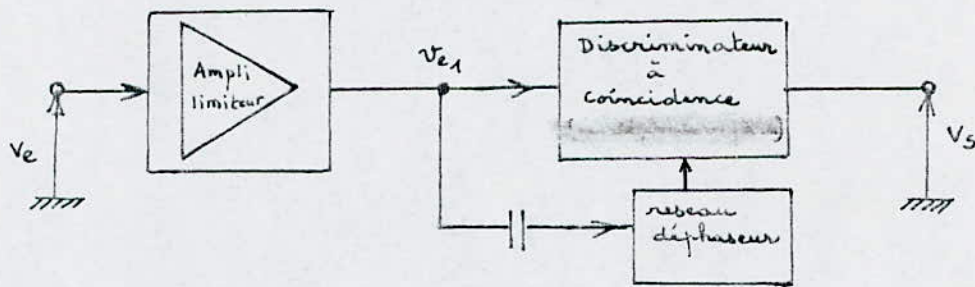 Ampli
limiteur
Ve
ve1
Discriminateur
à
coïncidence
Vs
réseau
déphaseur